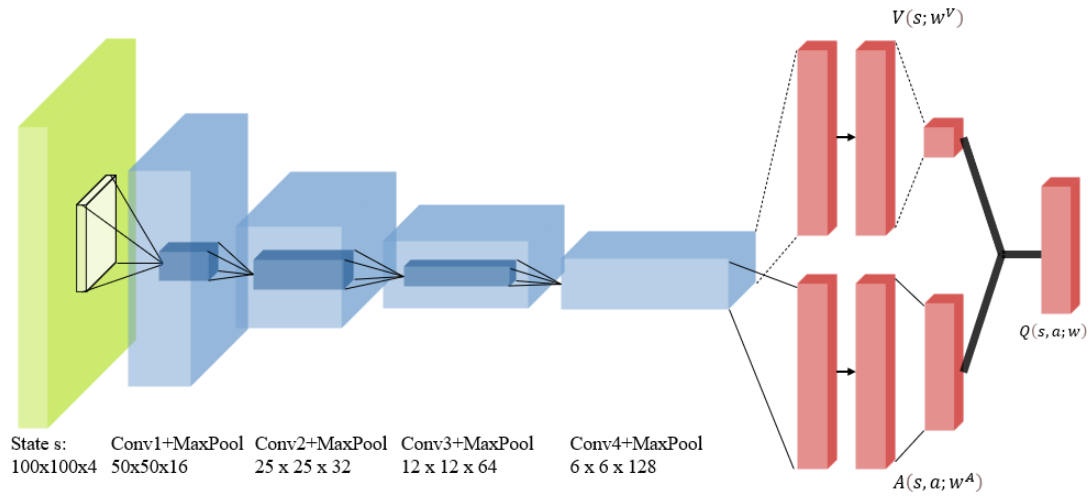 V(s; w^V)
Q(s, a; w)
State s:
100x100x4
Conv1+MaxPool
50x50x16
Conv2+MaxPool
25 x 25 x 32
Conv3+MaxPool
12 x 12 x 64
Conv4+MaxPool
6 x 6 x 128
A(s, a; w^A)